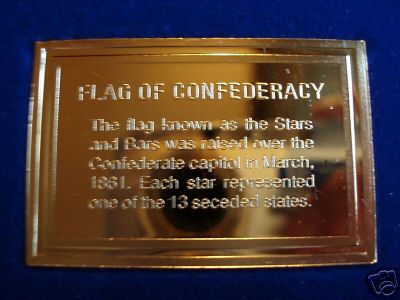 FLAG OF CONFEDERACY
The flag known as the Stars
and Bars was raised over the
Confederate capitol in March,
1861. Each star represented
one of the 13 seceded states.